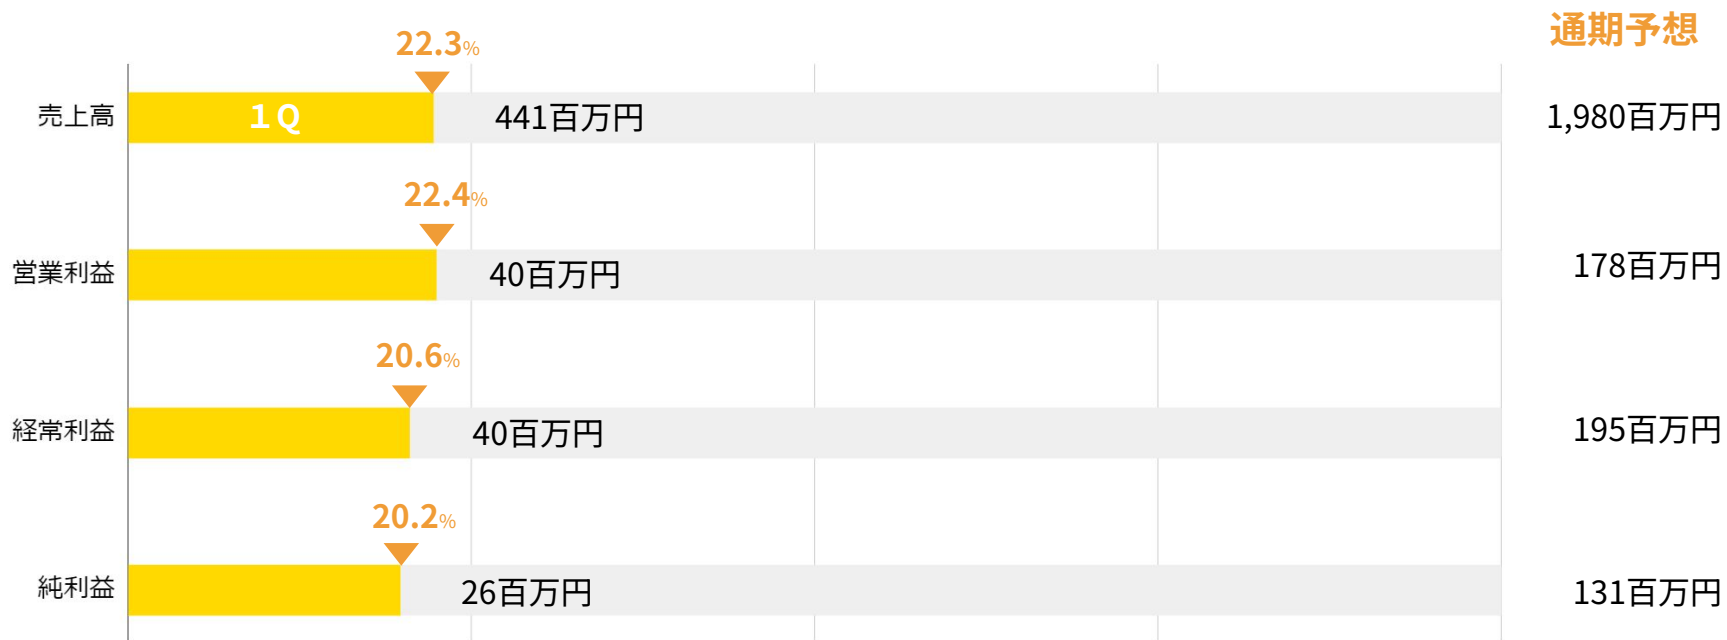 通期予想
22.3%
売上高 １Q 441百万円 1,980百万円
22.4%
営業利益 40百万円 178百万円
20.6%
経常利益 40百万円 195百万円
20.2%
純利益 26百万円 131百万円